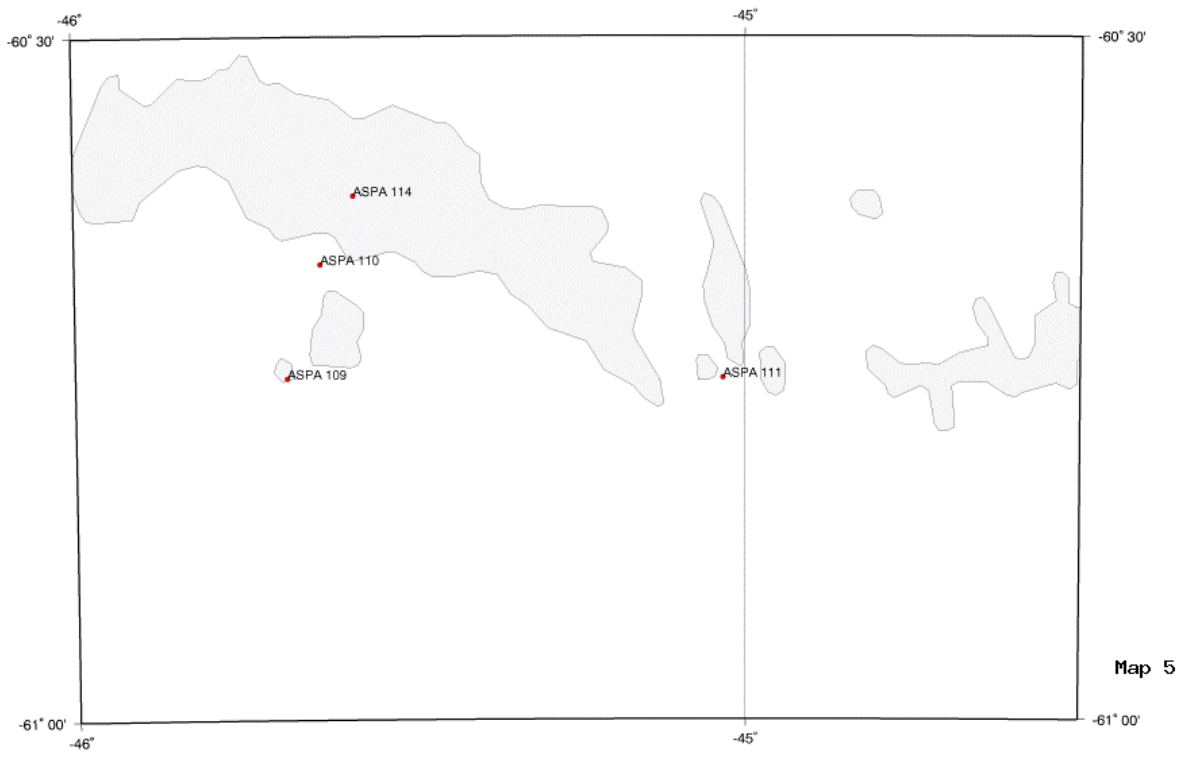 -46° -45°
-60° 30' -60° 30'
ASPA 114
ASPA 110
ASPA 109 ASPA 111
Map 5
-61° 00' -61° 00'
-46° -45°